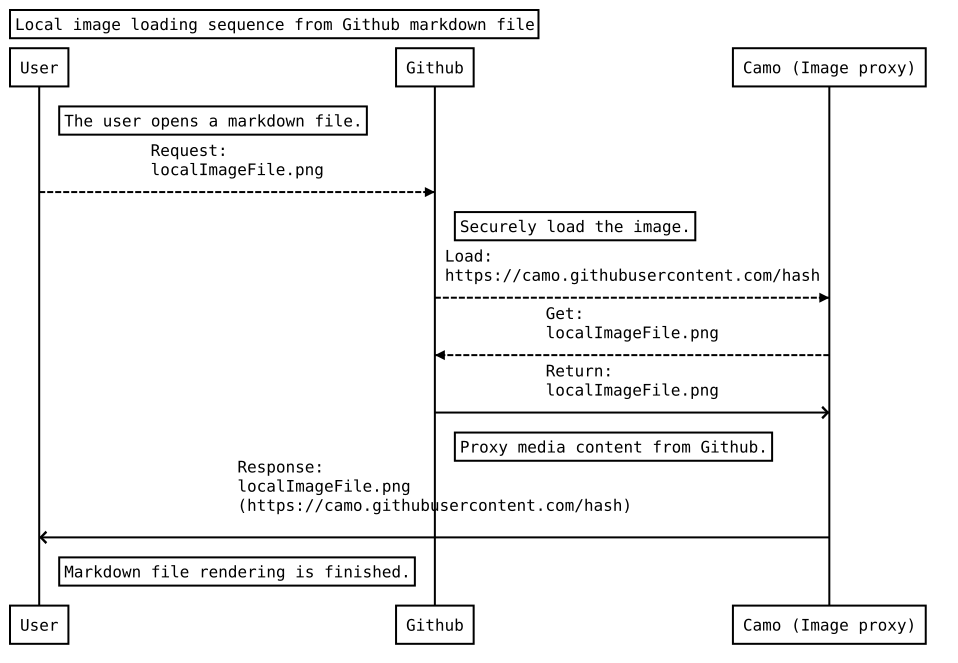 Local image loading sequence from Github markdown file
User
Github
Camo (Image proxy)
The user opens a markdown file.
Request:
localImageFile.png
Securely load the image.
Load:
https://camo.githubusercontent.com/hash
Get:
localImageFile.png
Return:
localImageFile.png
Proxy media content from Github.
Response:
localImageFile.png
(https://camo.githubusercontent.com/hash)
Markdown file rendering is finished.
User
Github
Camo (Image proxy)